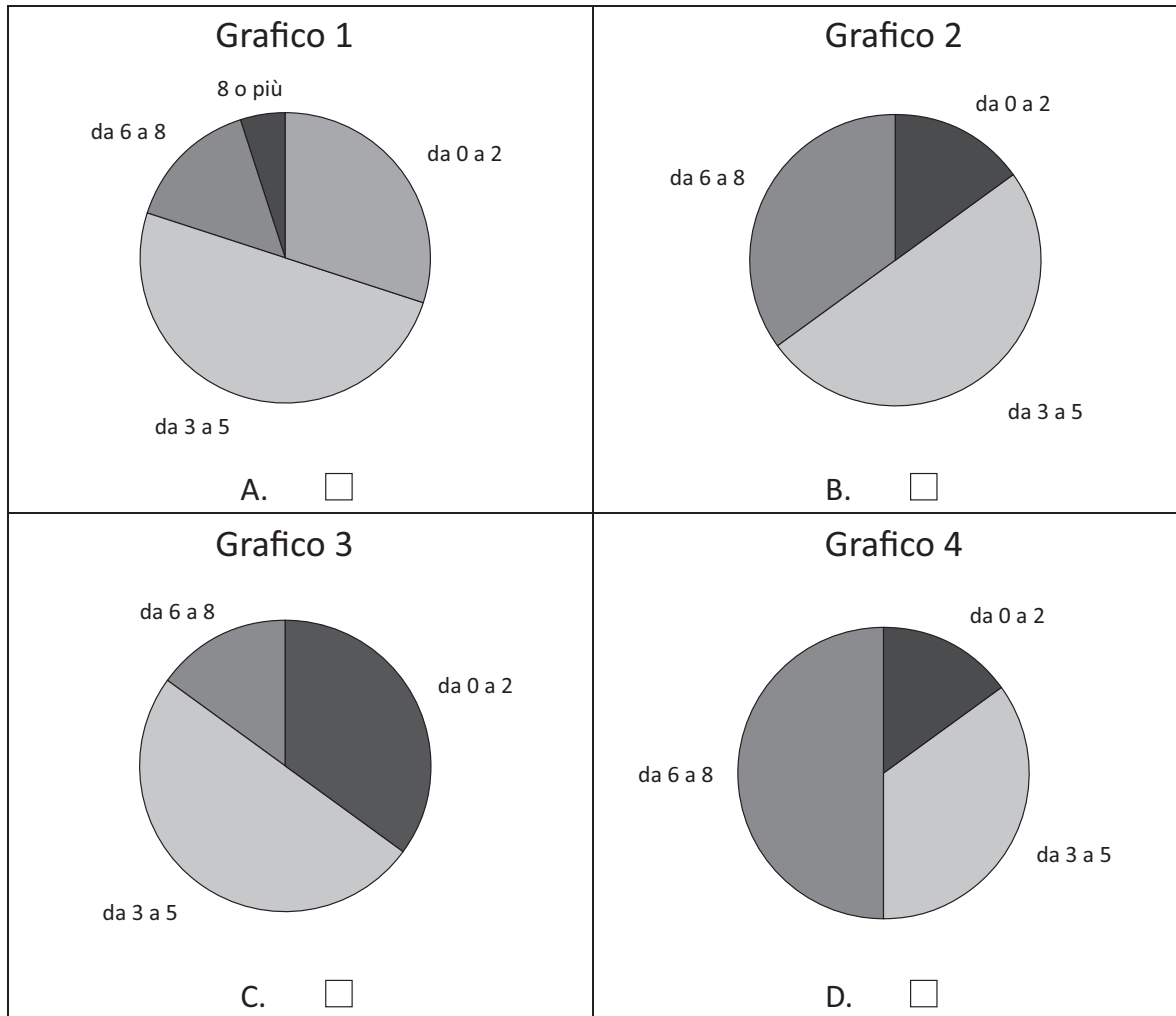 Grafico 1
8 o più
da 6 a 8
da 0 a 2
da 3 a 5
A.
Grafico 2
da 0 a 2
da 6 a 8
da 3 a 5
B.
Grafico 3
da 6 a 8
da 0 a 2
da 3 a 5
C.
Grafico 4
da 0 a 2
da 6 a 8
da 3 a 5
D.